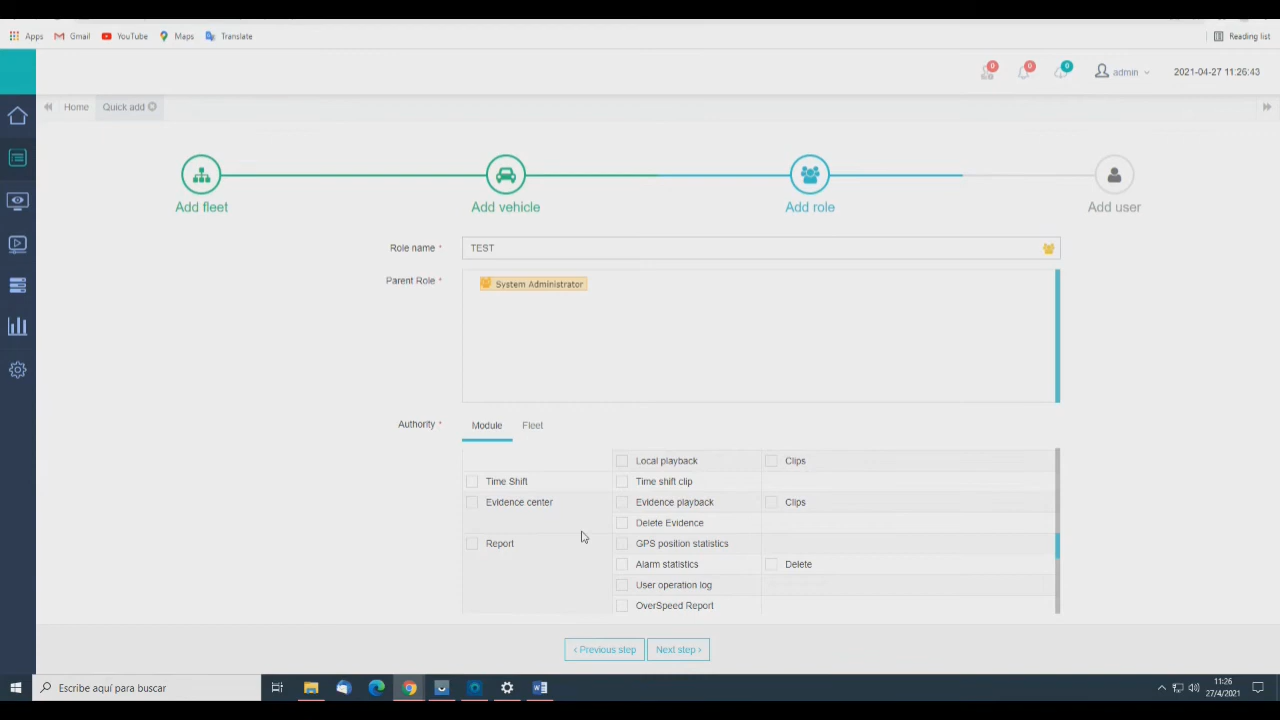 Apps Gmail YouTube Maps Translate Reading list
0 0 0 admin 2021-04-27 11:26:43
Home Quick add
Add fleet Add vehicle Add role Add user
Role name * TEST
Parent Role * System Administrator
Authority * Module Fleet
Local playback Clips
Time Shift Time shift clip
Evidence center Evidence playback Clips
Delete Evidence
Report GPS position statistics
Alarm statistics Delete
User operation log
OverSpeed Report
‹ Previous step Next step ›
Escribe aquí para buscar 11:26
27/4/2021